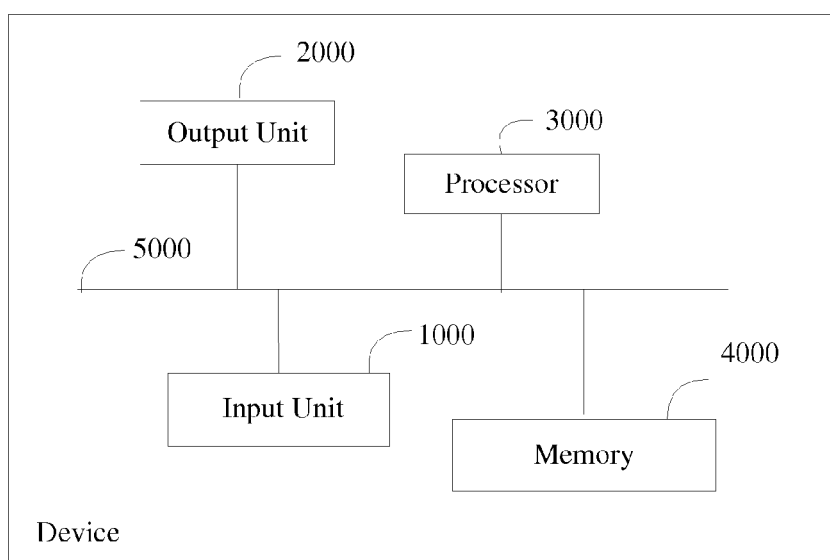 2000
Output Unit
3000
Processor
5000
1000
Input Unit
4000
Memory
Device